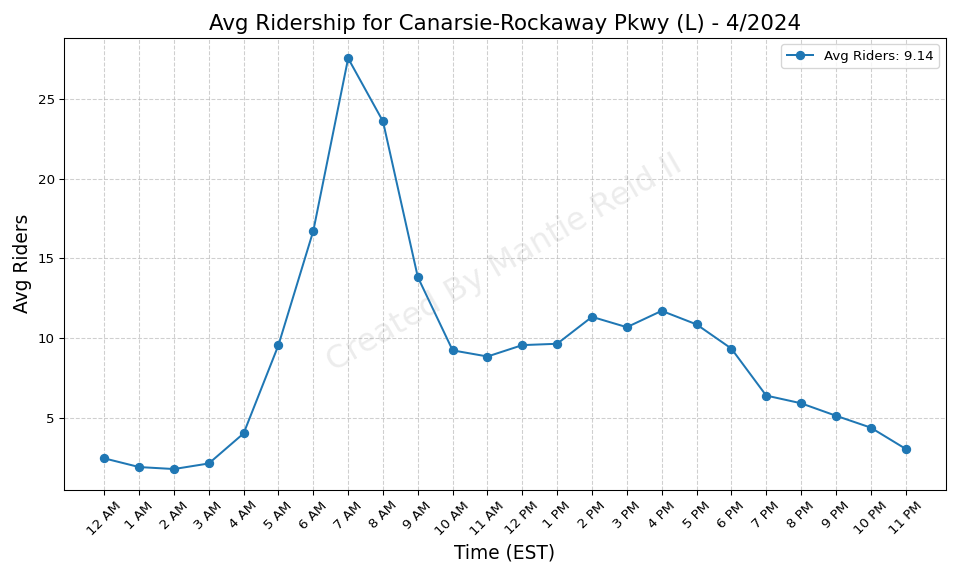 Avg Ridership for Canarsie-Rockaway Pkwy (L) - 4/2024
Avg Riders: 9.14
Avg Riders
25
20
15
10
5
Created By Mantie Reid II
12 AM
1 AM
2 AM
3 AM
4 AM
5 AM
6 AM
7 AM
8 AM
9 AM
10 AM
11 AM
12 PM
1 PM
2 PM
3 PM
4 PM
5 PM
6 PM
7 PM
8 PM
9 PM
10 PM
11 PM
Time (EST)